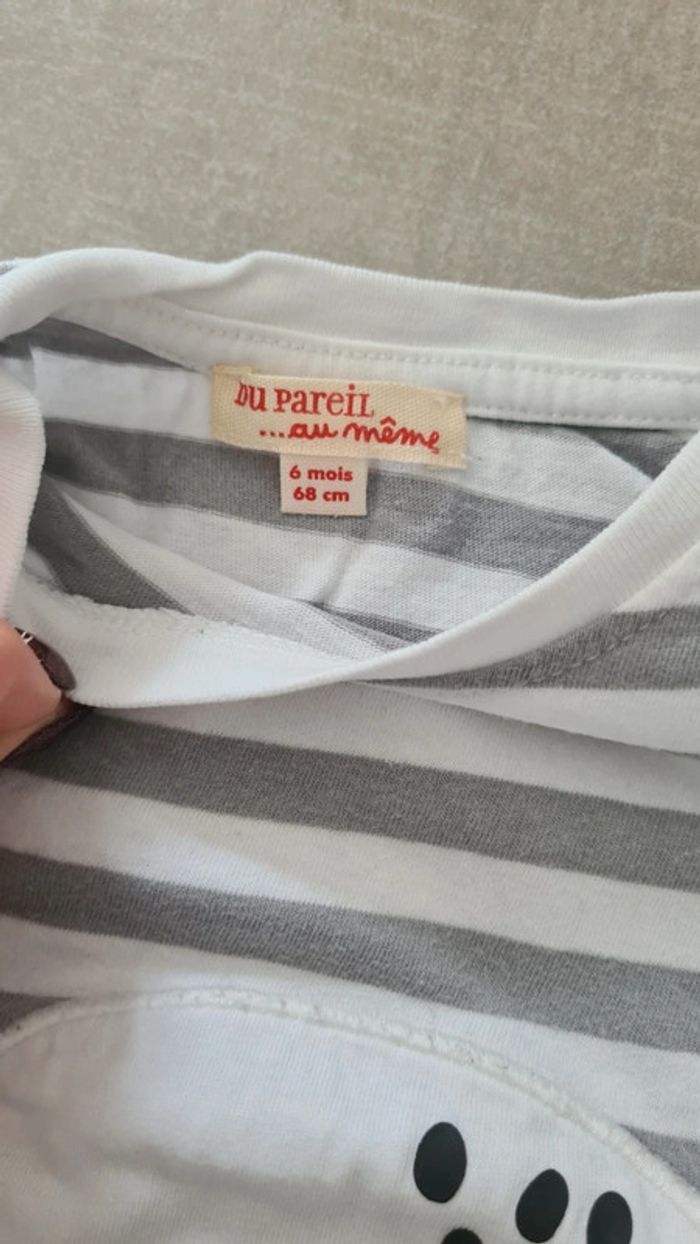 Du pareil
...au même
6 mois
68 cm